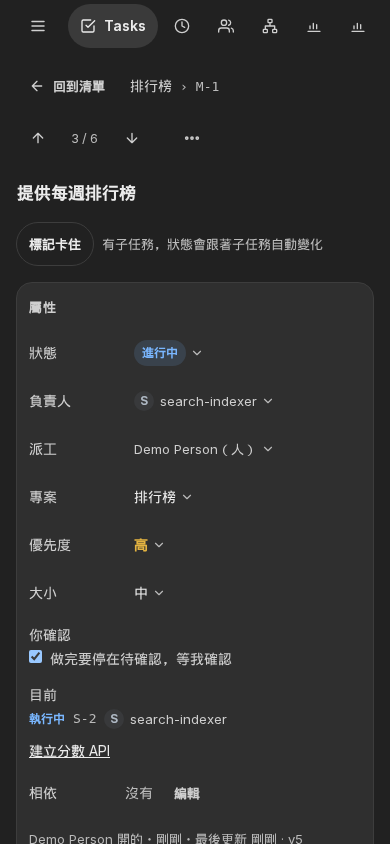 Tasks
回到清單 排行榜 › M-1
3 / 6
提供每週排行榜
標記卡住 有子任務，狀態會跟著子任務自動變化
屬性
狀態 進行中
負責人 S search-indexer
派工 Demo Person（人）
專案 排行榜
優先度 高
大小 中
你確認
做完要停在待確認，等我確認
目前
執行中 S-2 S search-indexer
建立分數 API
相依 沒有 編輯
Demo Person 開的・剛剛・最後更新 剛剛 · v5